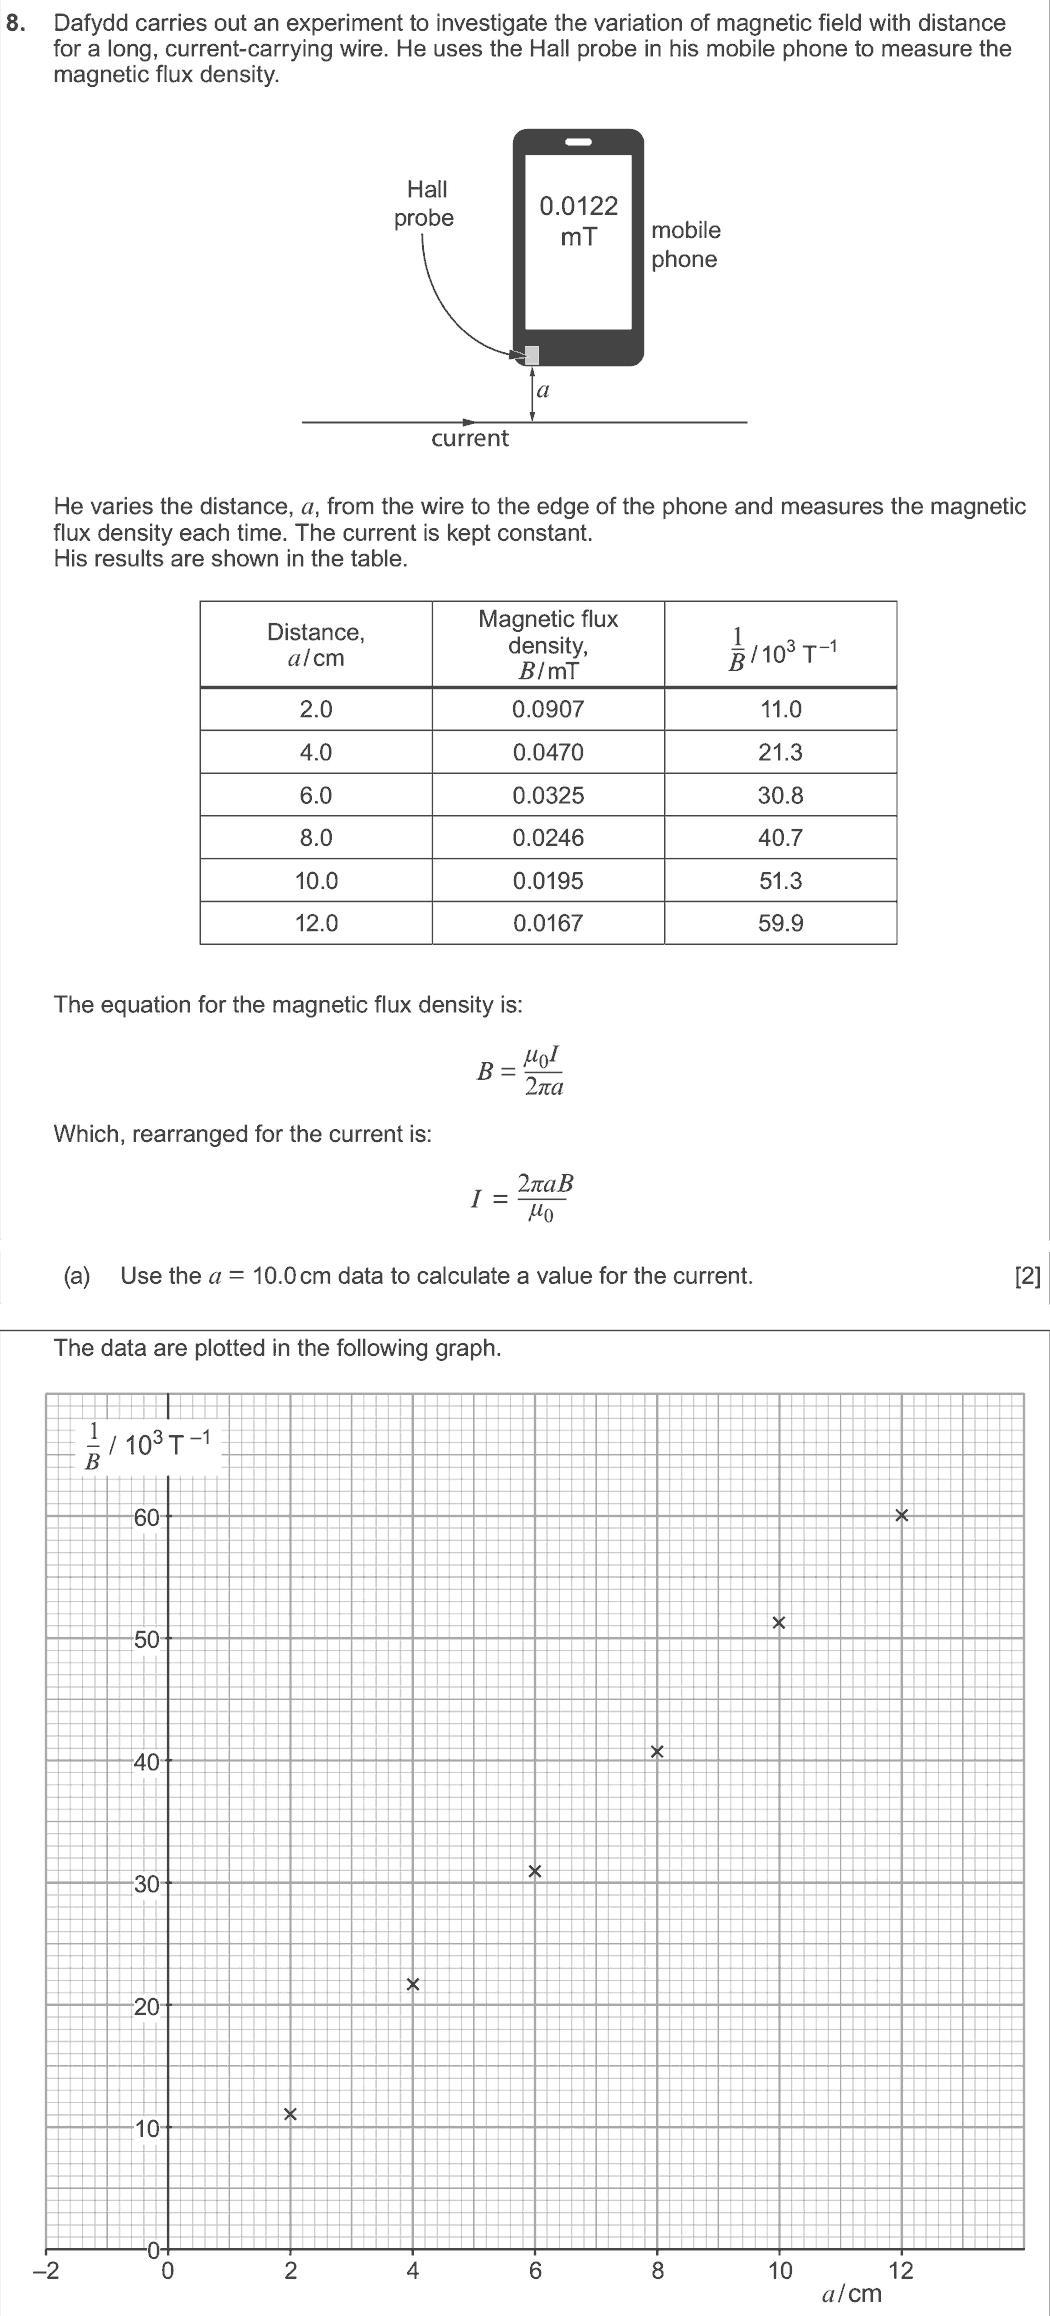 8. Dafydd carries out an experiment to investigate the variation of magnetic field with distance
for a long, current-carrying wire. He uses the Hall probe in his mobile phone to measure the
magnetic flux density.
Hall
probe
0.0122
mT
mobile
phone
a
current
He varies the distance, a, from the wire to the edge of the phone and measures the magnetic
flux density each time. The current is kept constant.
His results are shown in the table.
Distance, a/cm | Magnetic flux density, B/mT | 1/B / 10³ T⁻¹
2.0 | 0.0907 | 11.0
4.0 | 0.0470 | 21.3
6.0 | 0.0325 | 30.8
8.0 | 0.0246 | 40.7
10.0 | 0.0195 | 51.3
12.0 | 0.0167 | 59.9
The equation for the magnetic flux density is:
B = μ₀I / 2πa
Which, rearranged for the current is:
I = 2πaB / μ₀
(a) Use the a = 10.0 cm data to calculate a value for the current. [2]
The data are plotted in the following graph.
1/B / 10³ T⁻¹
60
50
40
30
20
10
0
–2 0 2 4 6 8 10 12
a/cm